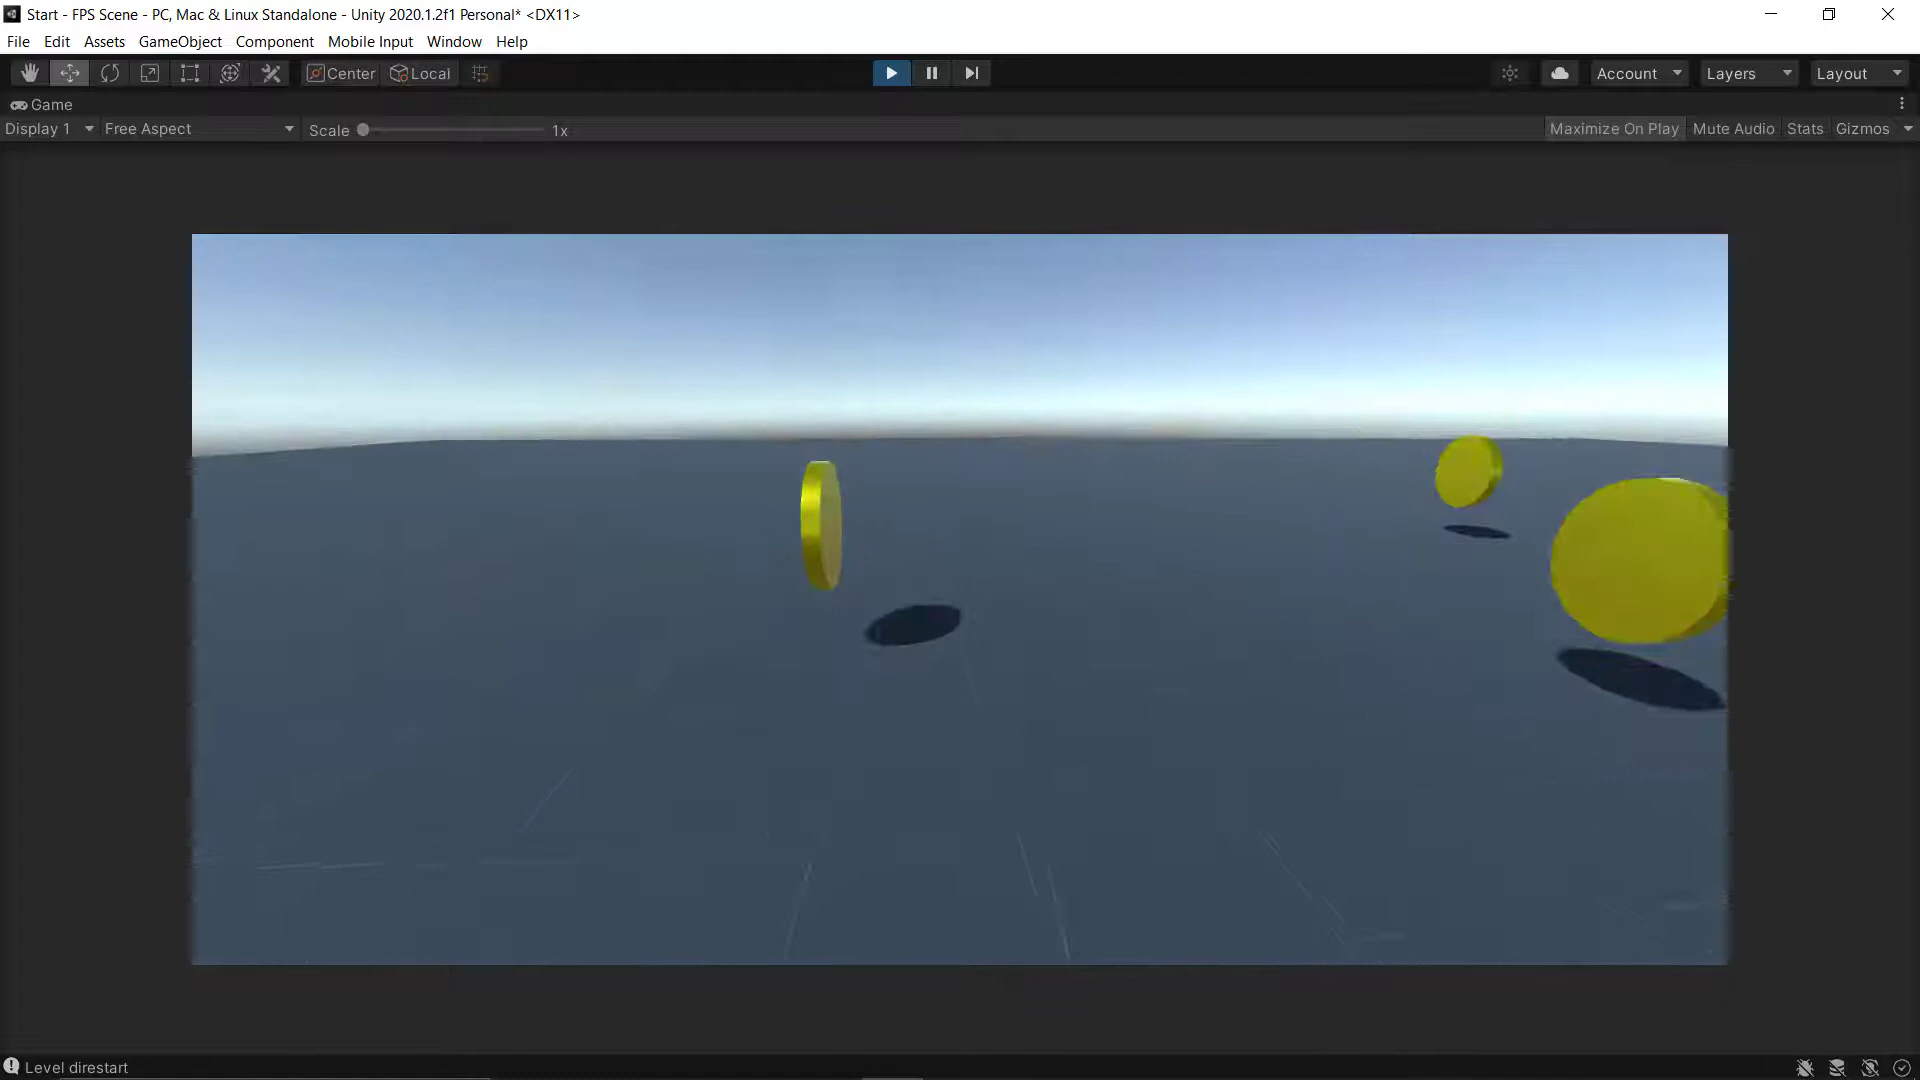 Start - FPS Scene - PC, Mac & Linux Standalone - Unity 2020.1.2f1 Personal* <DX11>
File Edit Assets GameObject Component Mobile Input Window Help
Center Local Account Layers Layout
Game
Display 1 Free Aspect Scale 1x Maximize On Play Mute Audio Stats Gizmos
Level direstart